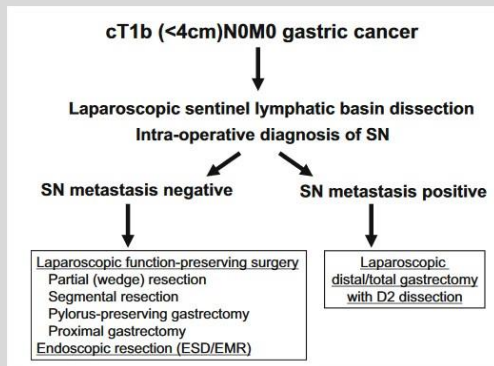 cT1b (<4cm)N0M0 gastric cancer
Laparoscopic sentinel lymphatic basin dissection
Intra-operative diagnosis of SN
SN metastasis negative
SN metastasis positive
Laparoscopic function-preserving surgery
Partial (wedge) resection
Segmental resection
Pylorus-preserving gastrectomy
Proximal gastrectomy
Endoscopic resection (ESD/EMR)
Laparoscopic
distal/total gastrectomy
with D2 dissection